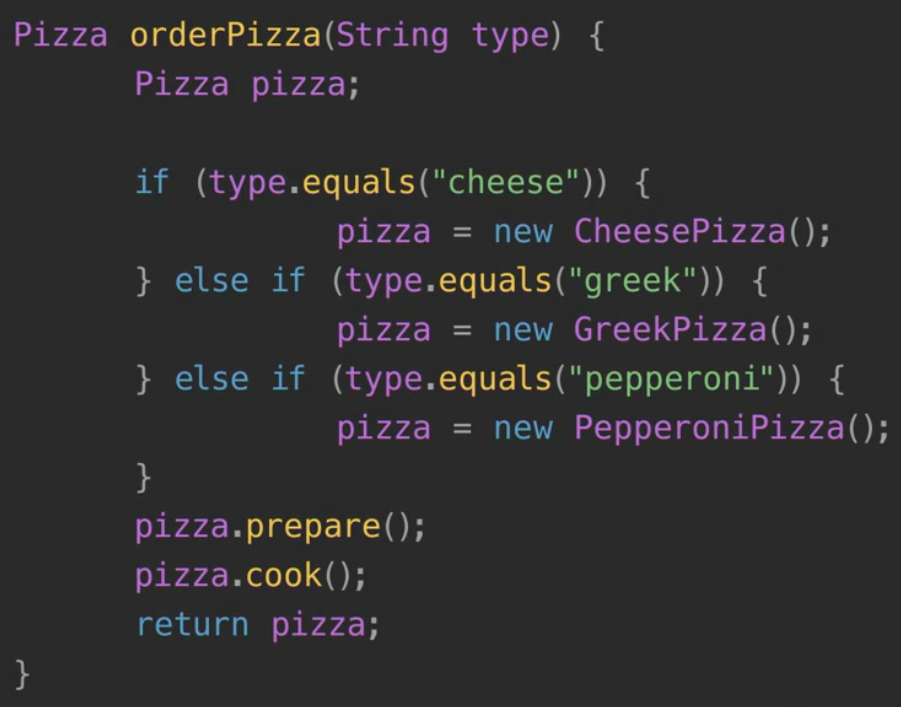 Pizza orderPizza(String type) {
Pizza pizza;
if (type.equals("cheese")) {
pizza = new CheesePizza();
} else if (type.equals("greek")) {
pizza = new GreekPizza();
} else if (type.equals("pepperoni")) {
pizza = new PepperoniPizza();
}
pizza.prepare();
pizza.cook();
return pizza;
}